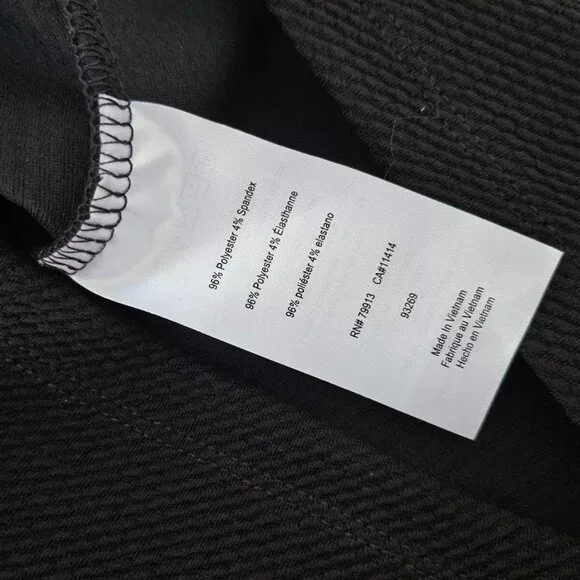 96% Polyester 4% Spandex
96% Polyester 4% Élasthanne
96% poliéster 4% elastano
RN# 79913 CA#11414
93269
Made In Vietnam
Fabrique au Vietnam
Hecho en Vietnam